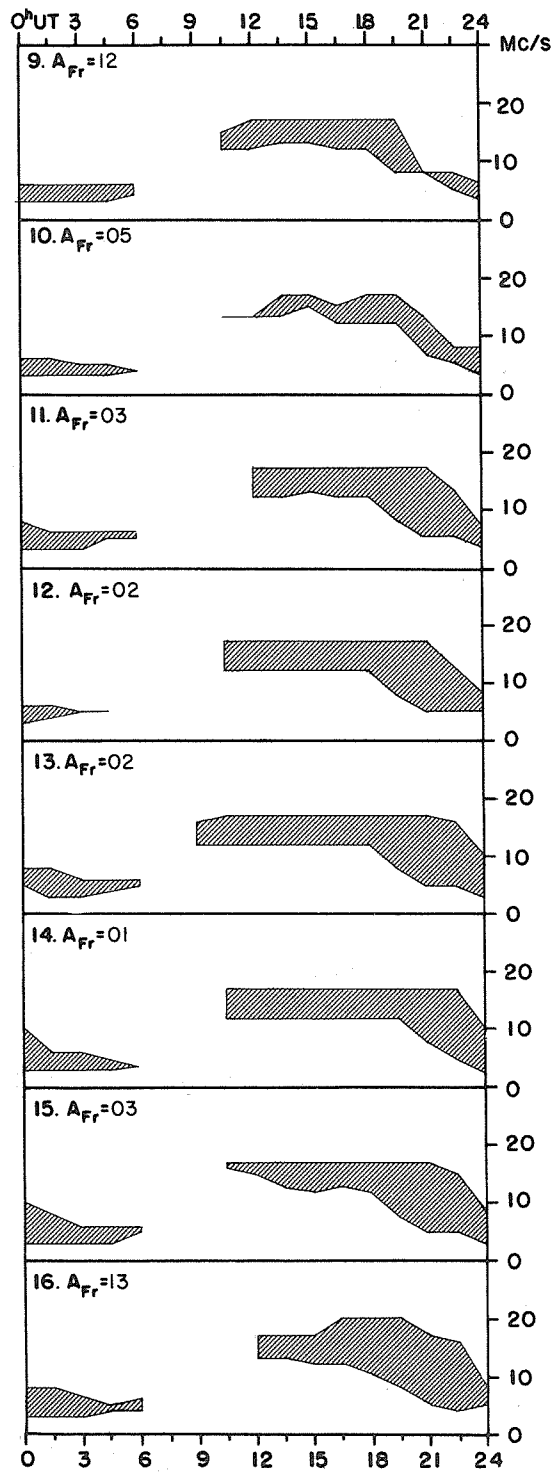 0ʰUT 3 6 9 12 15 18 21 24
Mc/s
9. A_Fr=12
20
10
0
10. A_Fr=05
20
10
0
11. A_Fr=03
20
10
0
12. A_Fr=02
20
10
0
13. A_Fr=02
20
10
0
14. A_Fr=01
20
10
0
15. A_Fr=03
20
10
0
16. A_Fr=13
20
10
0
0 3 6 9 12 15 18 21 24